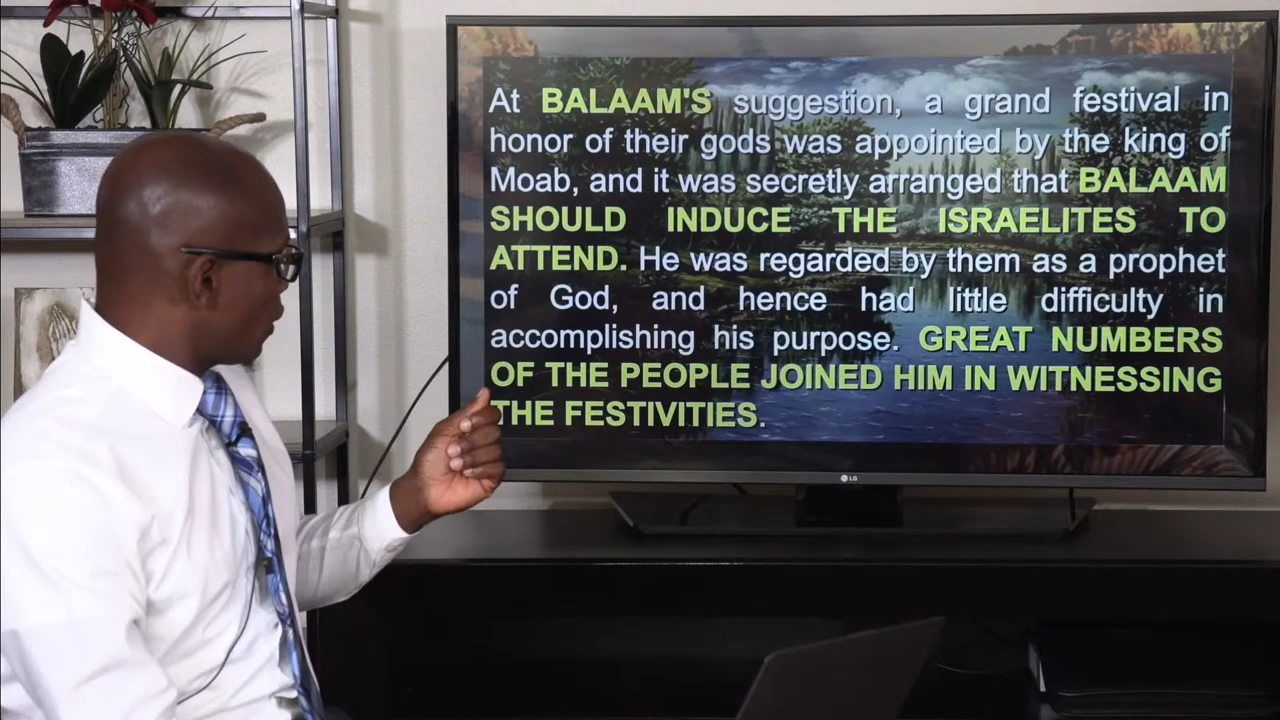 At BALAAM'S suggestion, a grand festival in
honor of their gods was appointed by the king of
Moab, and it was secretly arranged that BALAAM
SHOULD INDUCE THE ISRAELITES TO
ATTEND. He was regarded by them as a prophet
of God, and hence had little difficulty in
accomplishing his purpose. GREAT NUMBERS
OF THE PEOPLE JOINED HIM IN WITNESSING
THE FESTIVITIES.
LG